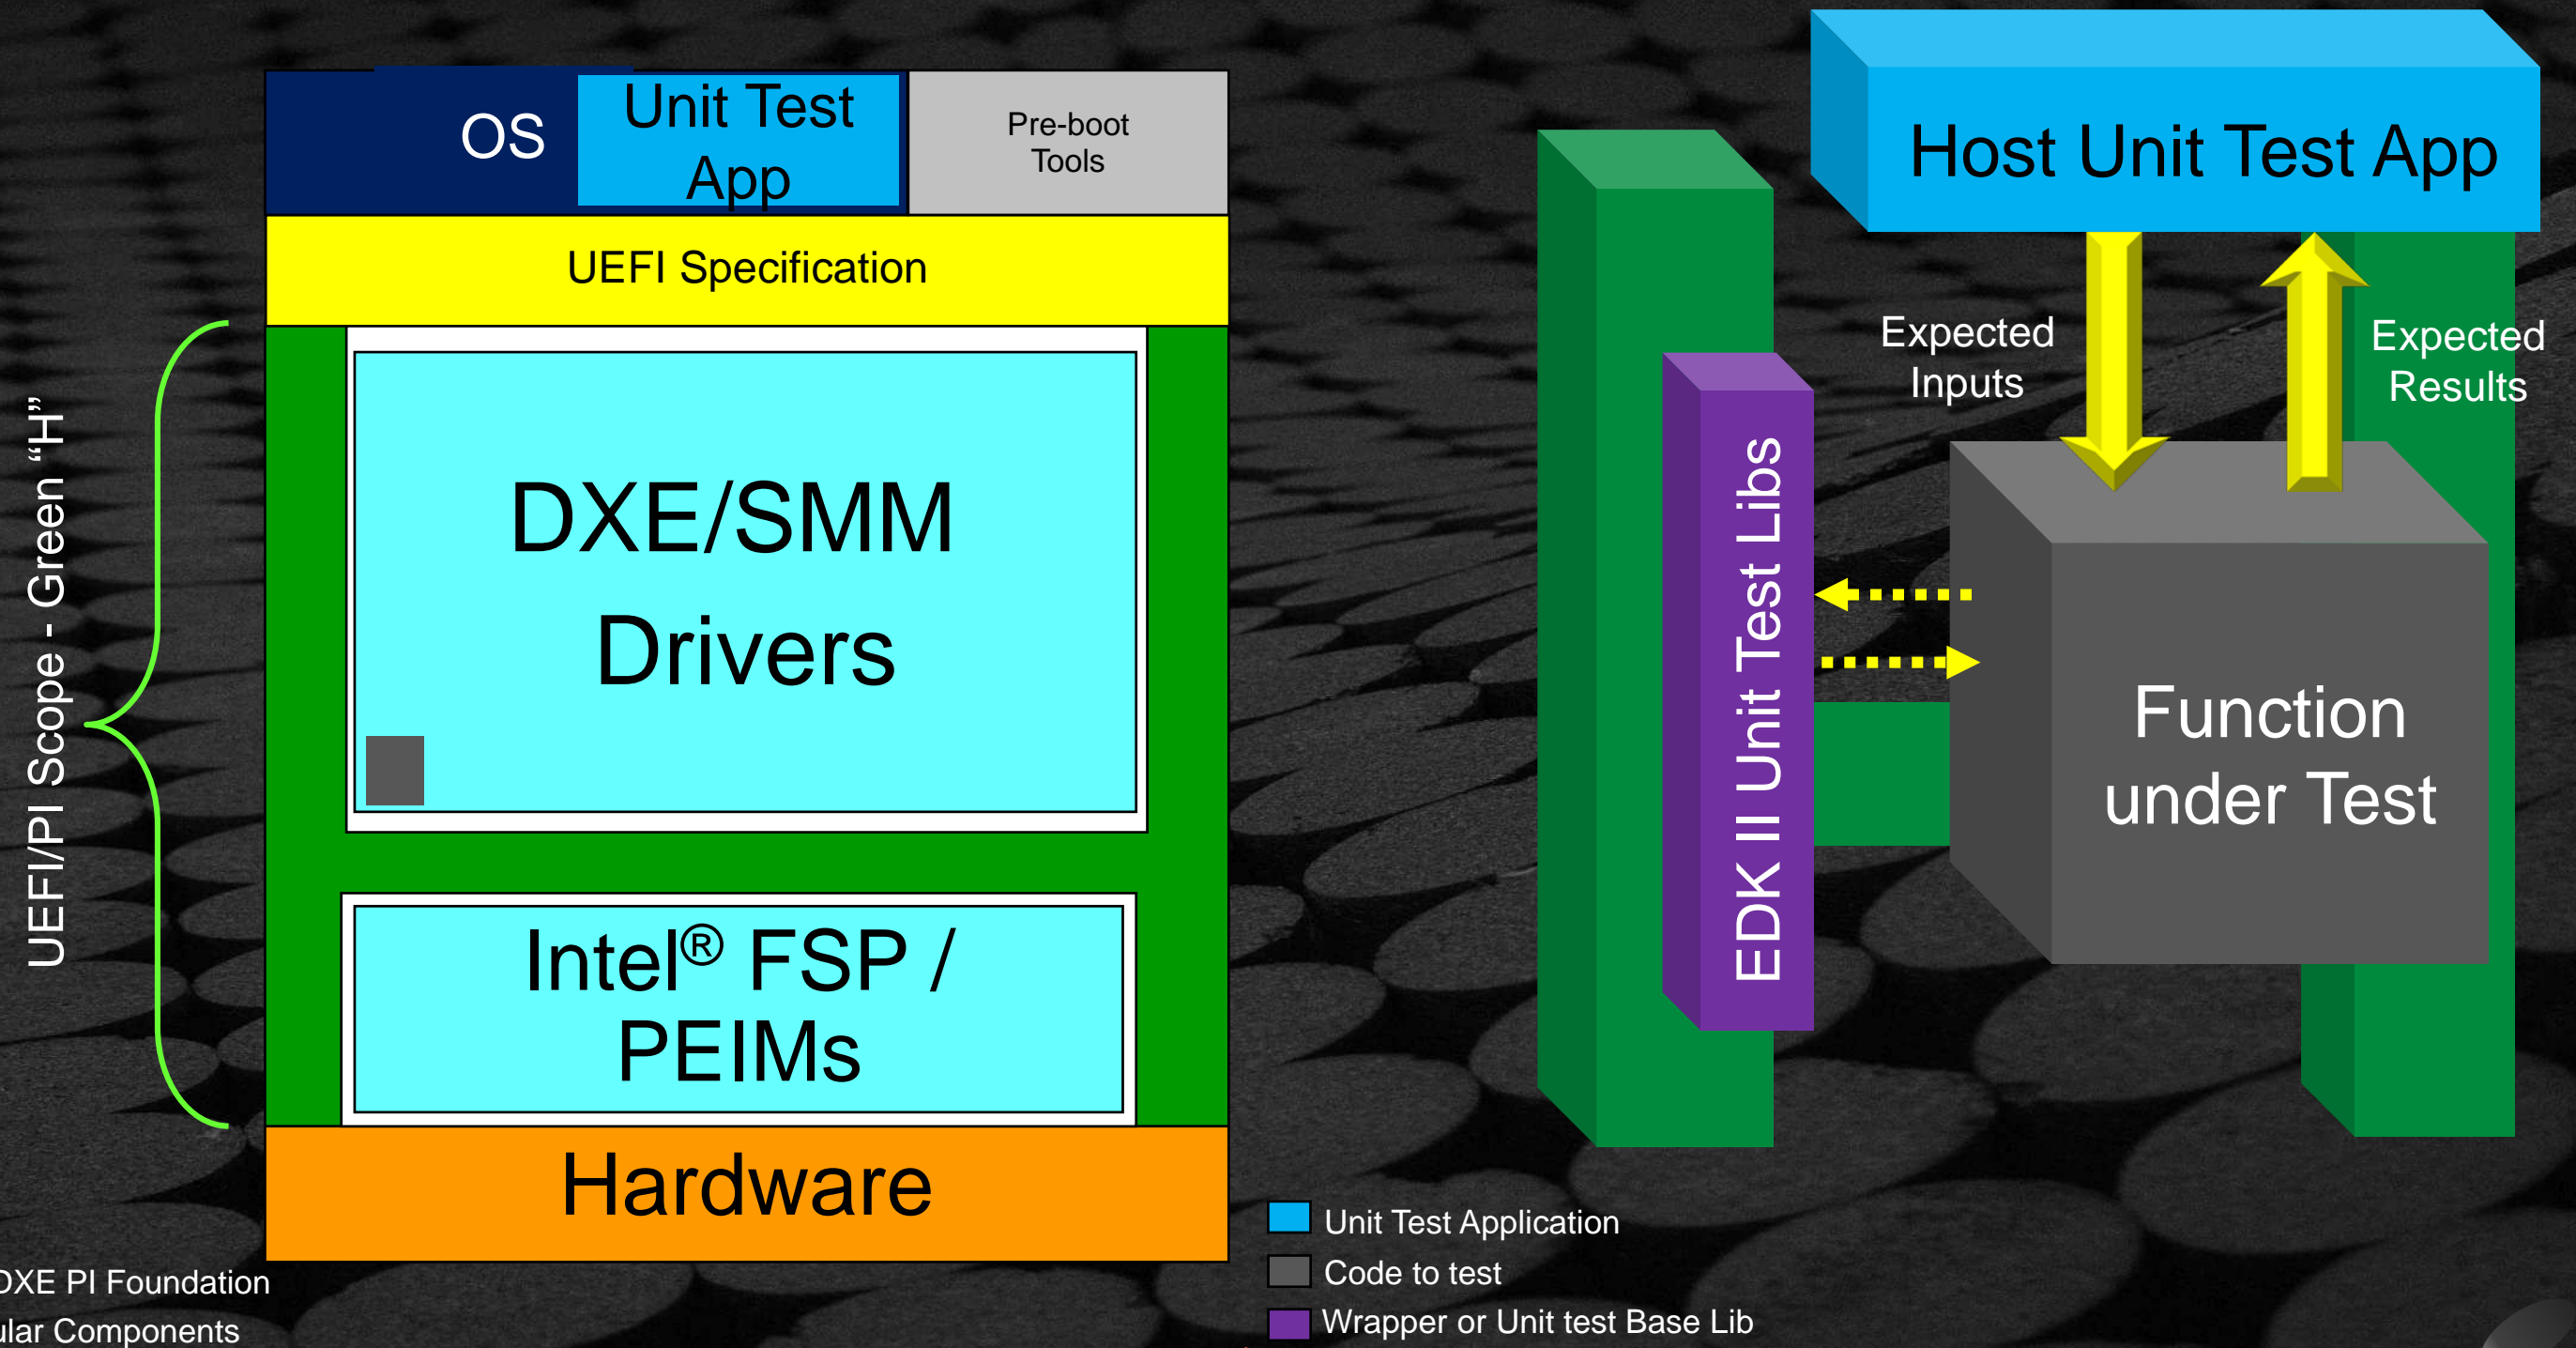 OS
Unit Test
App
Pre-boot
Tools
UEFI Specification
UEFI/PI Scope - Green “H”
DXE/SMM
Drivers
Intel® FSP /
PEIMs
Hardware
DXE PI Foundation
Components
Host Unit Test App
Expected
Inputs
Expected
Results
EDK II Unit Test Libs
Function
under Test
Unit Test Application
Code to test
Wrapper or Unit test Base Lib